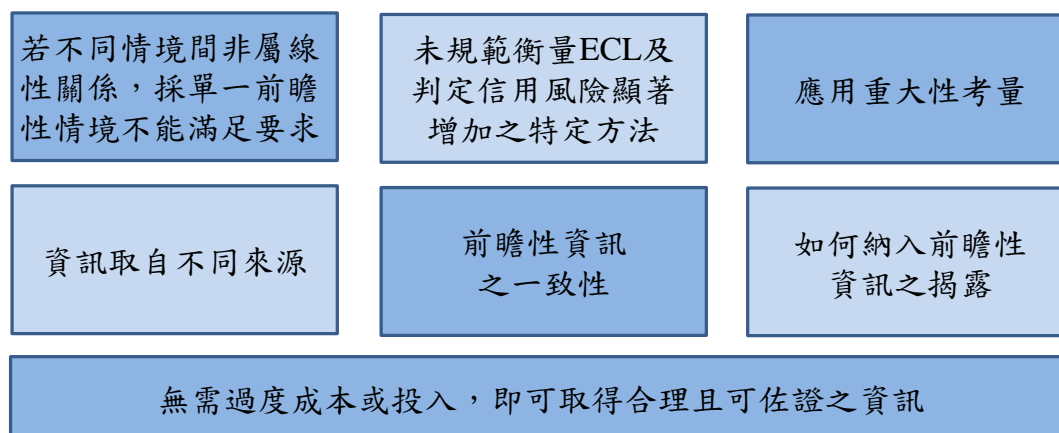 若不同情境間非屬線
性關係，採單一前瞻
性情境不能滿足要求
未規範衡量ECL及
判定信用風險顯著
增加之特定方法
應用重大性考量
資訊取自不同來源
前瞻性資訊
之一致性
如何納入前瞻性
資訊之揭露
無需過度成本或投入，即可取得合理且可佐證之資訊